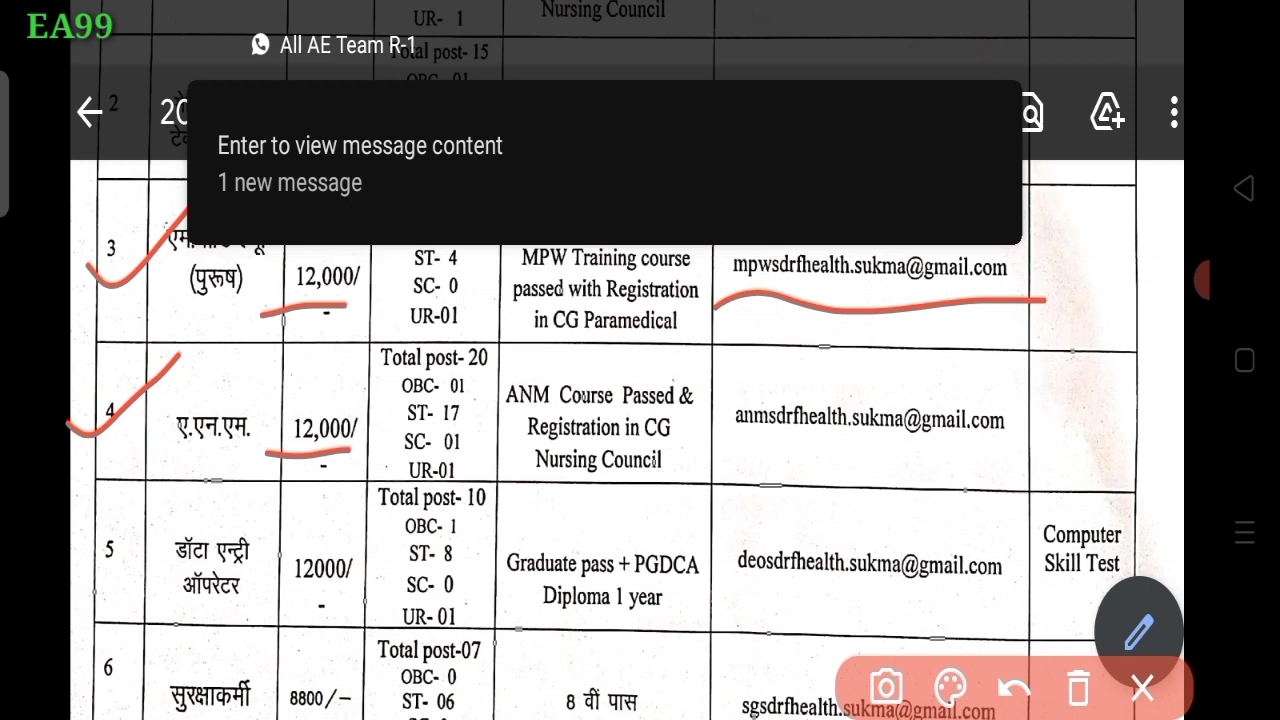 EA99
UR- 1
Nursing Council
All AE Team R-1
Total post- 15
2
20
Enter to view message content
1 new message
3
(पुरूष)
12,000/
-
ST- 4
SC- 0
UR-01
MPW Training course
passed with Registration
in CG Paramedical
mpwsdrfhealth.sukma@gmail.com
4
ए.एन.एम.
12,000/
-
Total post- 20
OBC- 01
ST- 17
SC- 01
UR-01
ANM Course Passed &
Registration in CG
Nursing Council
anmsdrfhealth.sukma@gmail.com
5
डॉटा एन्ट्री
ऑपरेटर
12000/
-
Total post- 10
OBC- 1
ST- 8
SC- 0
UR- 01
Graduate pass + PGDCA
Diploma 1 year
deosdrfhealth.sukma@gmail.com
Computer
Skill Test
6
सुरक्षाकर्मी
8800/-
Total post-07
OBC- 0
ST- 06
8 वीं पास
sgsdrfhealth.sukma@gmail.com